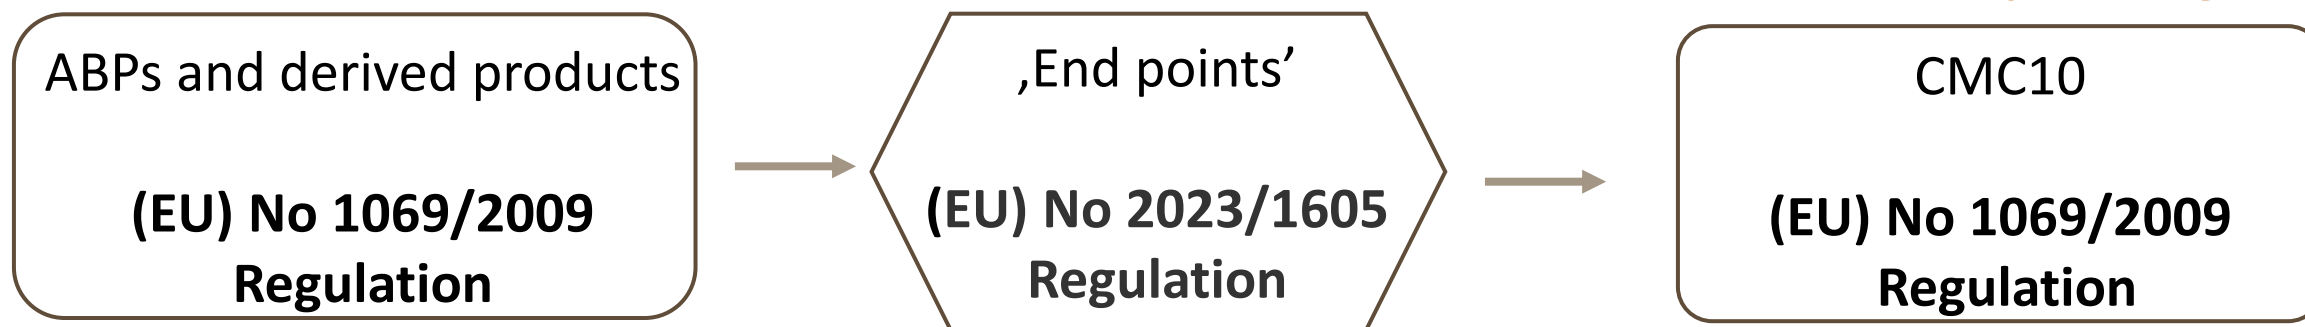 ABPs and derived products
(EU) No 1069/2009
Regulation
‚End points’
(EU) No 2023/1605
Regulation
CMC10
(EU) No 1069/2009
Regulation